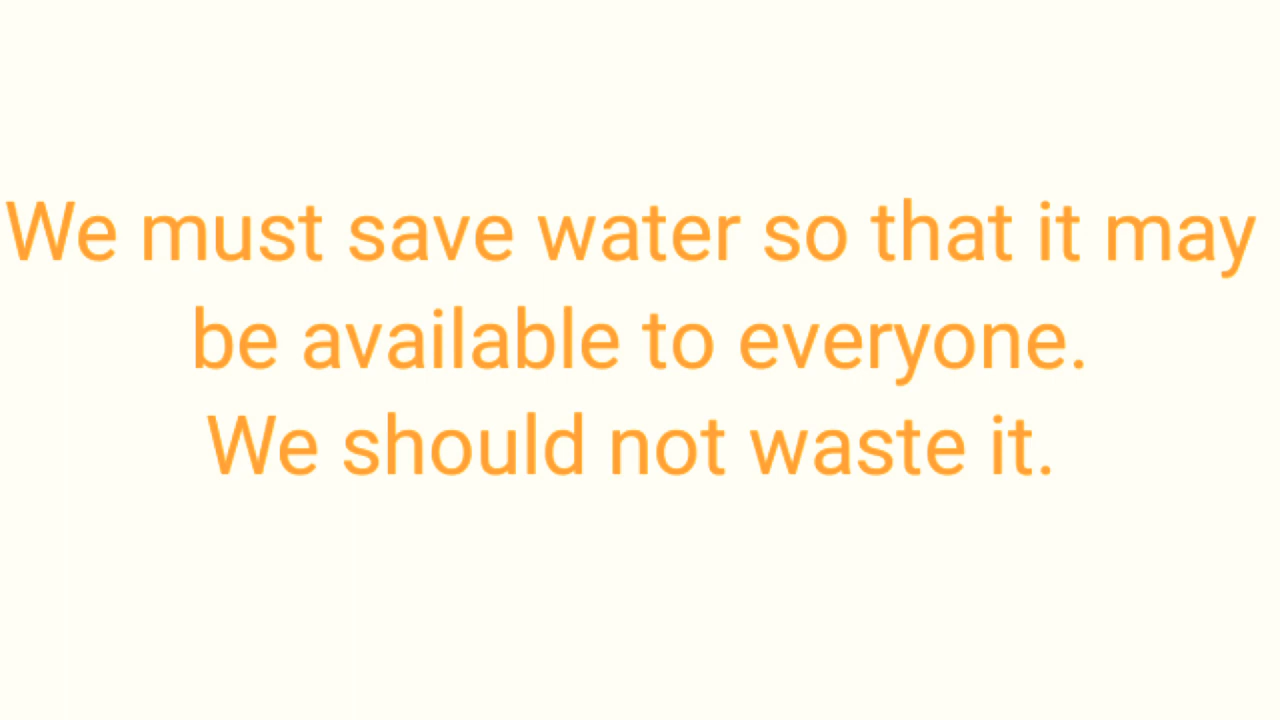 We must save water so that it may
be available to everyone.
We should not waste it.